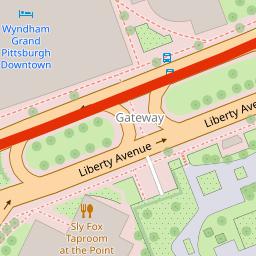 Wyndham
Grand
Pittsburgh
Downtown
Gateway
Liberty Ave
Liberty Avenue
Sly Fox
Taproom
at the Point